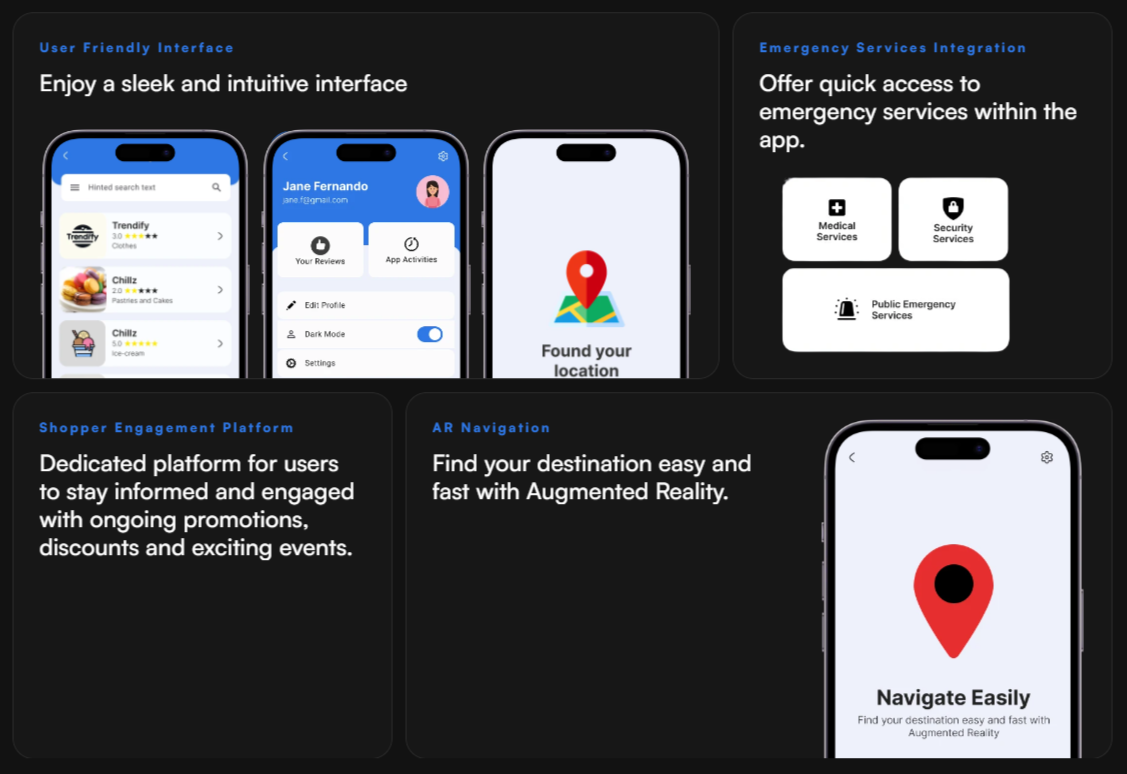 User Friendly Interface
Enjoy a sleek and intuitive interface
Hinted search text
Trendify
Trendify
3.0
Clothes
Chillz
2.0
Pastries and Cakes
Chillz
5.0
Ice-cream
Jane Fernando
jane.f@gmail.com
Your Reviews
App Activities
Edit Profile
Dark Mode
Settings
Found your
location
Emergency Services Integration
Offer quick access to
emergency services within the
app.
Medical
Services
Security
Services
Public Emergency
Services
Shopper Engagement Platform
Dedicated platform for users
to stay informed and engaged
with ongoing promotions,
discounts and exciting events.
AR Navigation
Find your destination easy and
fast with Augmented Reality.
Navigate Easily
Find your destination easy and fast with
Augmented Reality